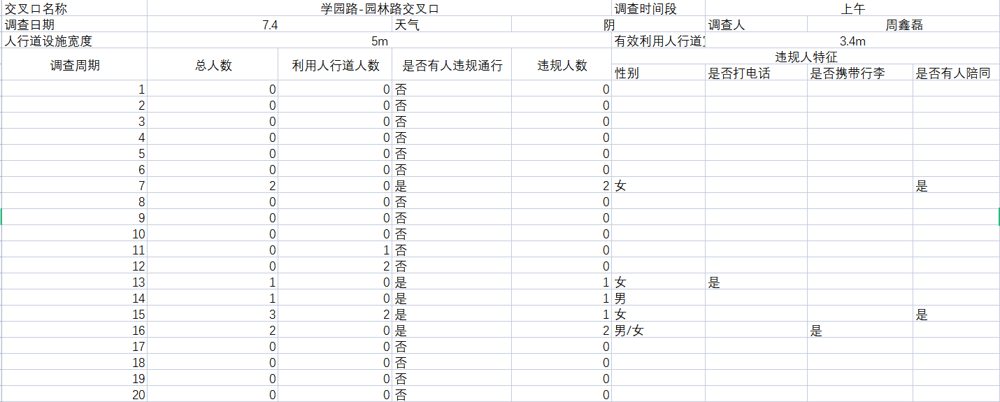 交叉口名称 学园路-园林路交叉口 调查时间段 上午
调查日期 7.4 天气 阴 调查人 周鑫磊
人行道设施宽度 5m 有效利用人行道 3.4m
调查周期 总人数 利用人行道人数 是否有人违规通行 违规人数 违规人特征
性别 是否打电话 是否携带行李 是否有人陪同
1 0 0 否 0
2 0 0 否 0
3 0 0 否 0
4 0 0 否 0
5 0 0 否 0
6 0 0 否 0
7 2 0 是 2 女 是
8 0 0 否 0
9 0 0 否 0
10 0 0 否 0
11 0 1 否 0
12 0 2 否 0
13 1 0 是 1 女 是
14 1 0 是 1 男
15 3 2 是 1 女 是
16 2 0 是 2 男/女 是
17 0 0 否 0
18 0 0 否 0
19 0 0 否 0
20 0 0 否 0